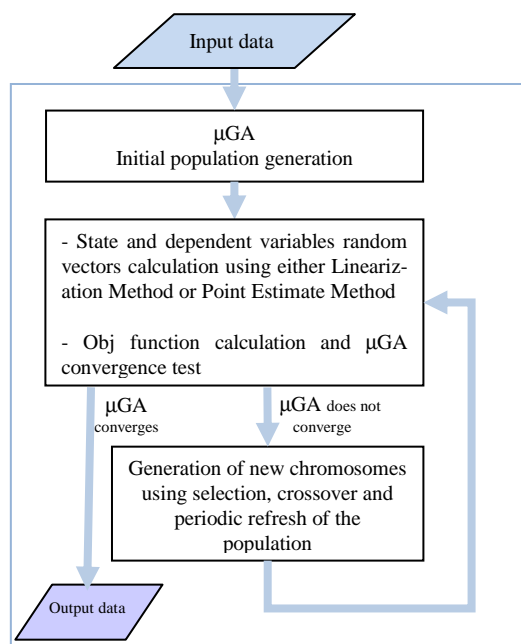 Input data
μGA
Initial population generation
- State and dependent variables random
vectors calculation using either Lineariz-
ation Method or Point Estimate Method
- Obj function calculation and μGA
convergence test
μGA
converges
μGA does not
converge
Generation of new chromosomes
using selection, crossover and
periodic refresh of the
population
Output data